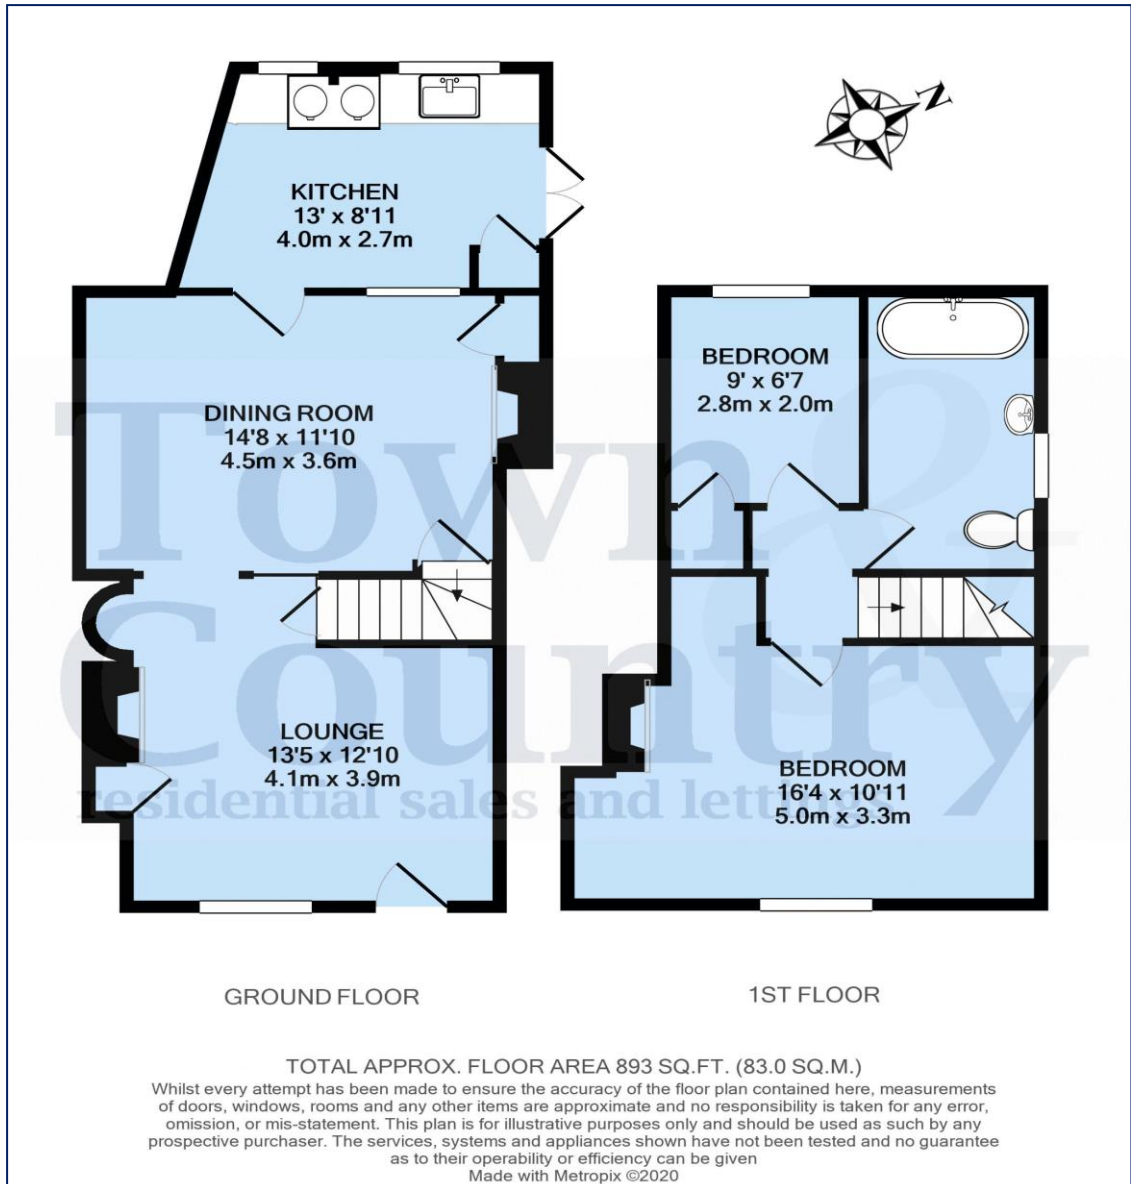 N
KITCHEN
13' x 8'11
4.0m x 2.7m
BEDROOM
9' x 6'7
2.8m x 2.0m
DINING ROOM
14'8 x 11'10
4.5m x 3.6m
Town &
Country
residential sales and lettings
LOUNGE
13'5 x 12'10
4.1m x 3.9m
BEDROOM
16'4 x 10'11
5.0m x 3.3m
GROUND FLOOR
1ST FLOOR
TOTAL APPROX. FLOOR AREA 893 SQ.FT. (83.0 SQ.M.)
Whilst every attempt has been made to ensure the accuracy of the floor plan contained here, measurements
of doors, windows, rooms and any other items are approximate and no responsibility is taken for any error,
omission, or mis-statement. This plan is for illustrative purposes only and should be used as such by any
prospective purchaser. The services, systems and appliances shown have not been tested and no guarantee
as to their operability or efficiency can be given
Made with Metropix ©2020